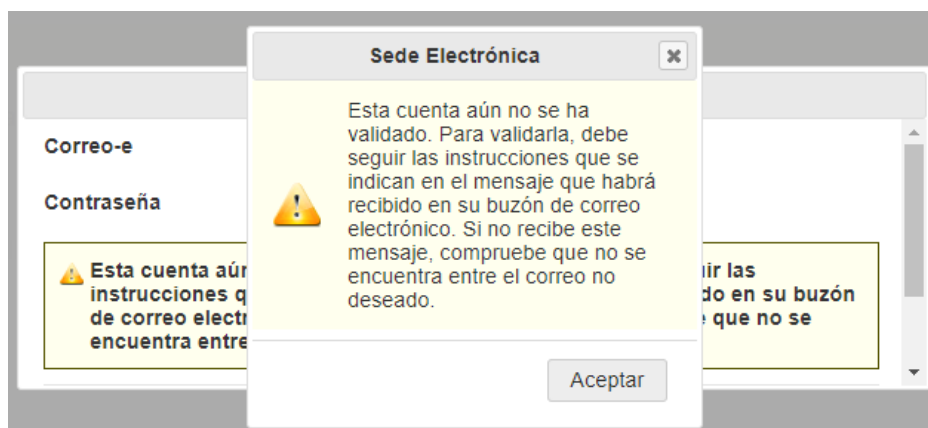 Sede Electrónica
Esta cuenta aún no se ha
validado. Para validarla, debe
seguir las instrucciones que se
indican en el mensaje que habrá
recibido en su buzón de correo
electrónico. Si no recibe este
mensaje, compruebe que no se
encuentra entre el correo no
deseado.
Aceptar
Correo-e
Contraseña
Esta cuenta aún ir las
instrucciones q do en su buzón
de correo elect que no se
encuentra entre